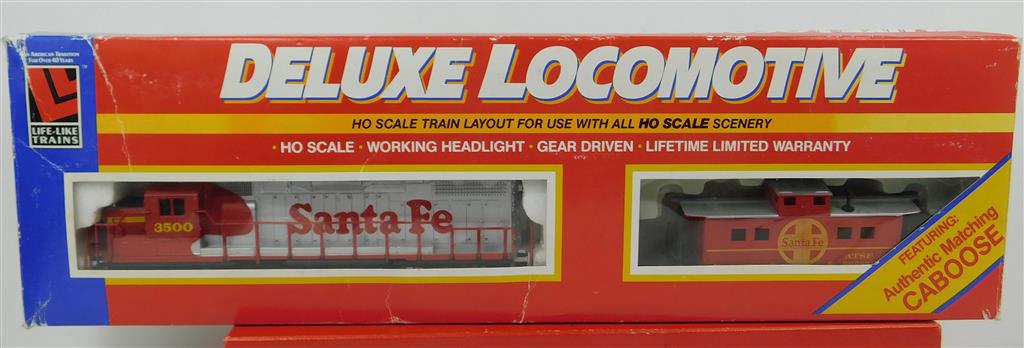 AN AMERICAN TRADITION
FOR OVER 40 YEARS
LIFE-LIKE
TRAINS
DELUXE LOCOMOTIVE
HO SCALE TRAIN LAYOUT FOR USE WITH ALL HO SCALE SCENERY
• HO SCALE • WORKING HEADLIGHT • GEAR DRIVEN • LIFETIME LIMITED WARRANTY
3500
Santa Fe
Santa Fe
ATSF
FEATURING:
Authentic Matching
CABOOSE